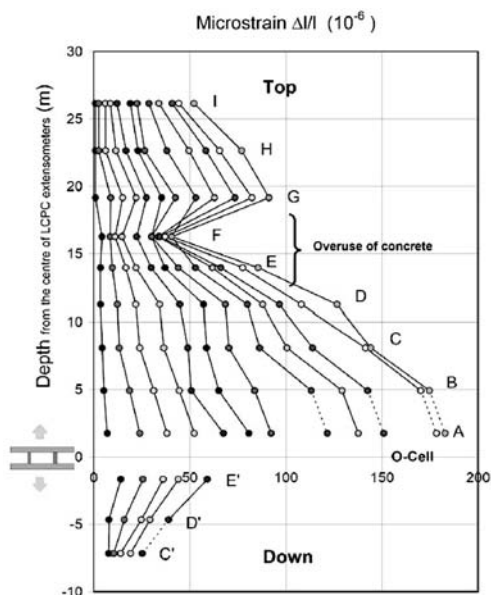 Microstrain Δl/l (10⁻⁶)
0 50 100 150 200
Depth from the centre of LCPC extensometers (m)
30
25
20
15
10
5
0
-5
-10
Top
I
H
G
F
Overuse of concrete
E
D
C
B
A
O-Cell
E'
D'
C'
Down